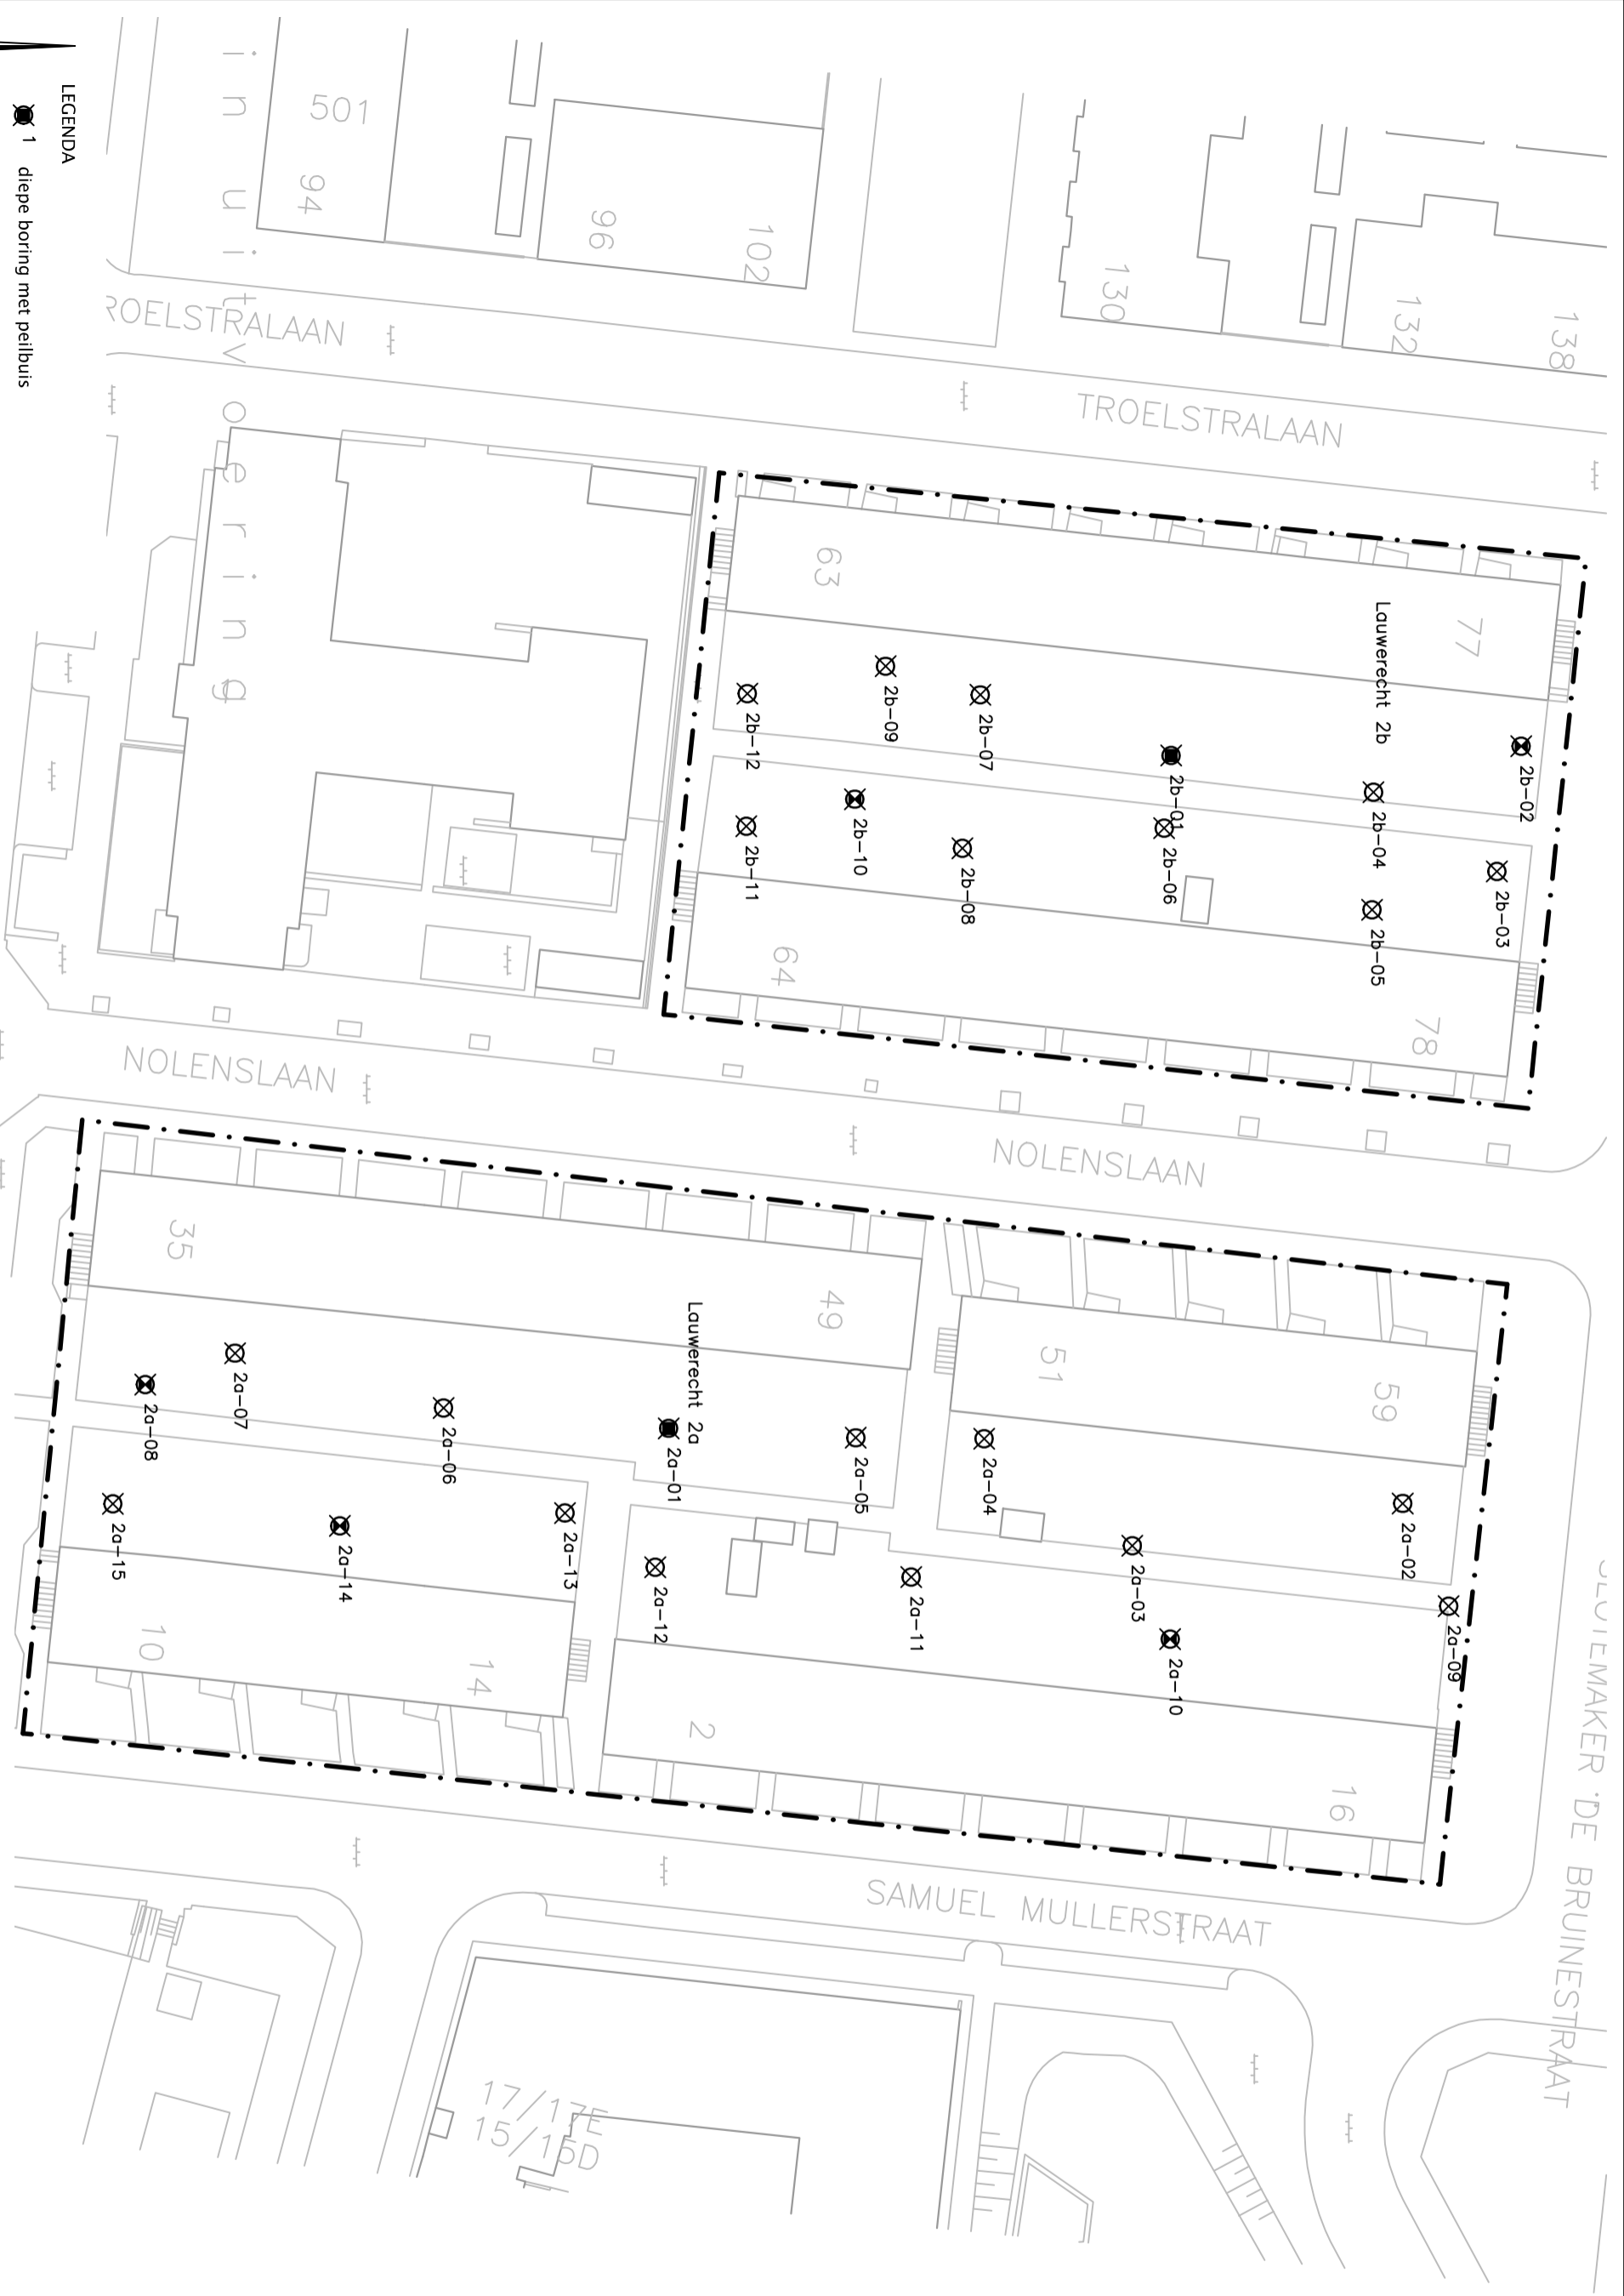 LEGENDA
1 diepe boring met peilbuis
in uitvoering
501
94
96
102
130
132
138
ROELSTRALAAN
TROELSTRALAAN
63
77
Lauwerecht 2b
2b-02
2b-09
2b-07
2b-12
2b-01
2b-04
2b-10
2b-11
2b-08
2b-06
2b-03
2b-05
64
78
9
NOLENSLAAN
NOLENSLAAN
35
49
51
59
Lauwerecht 2a
2a-07
2a-08
2a-06
2a-01
2a-05
2a-04
2a-02
2a-15
2a-14
2a-13
2a-12
2a-11
2a-03
2a-09
2a-10
10
14
2
16
SAMUEL MULLERSTRAAT
DE BRUINESTRAAT
17/17E
15/15D